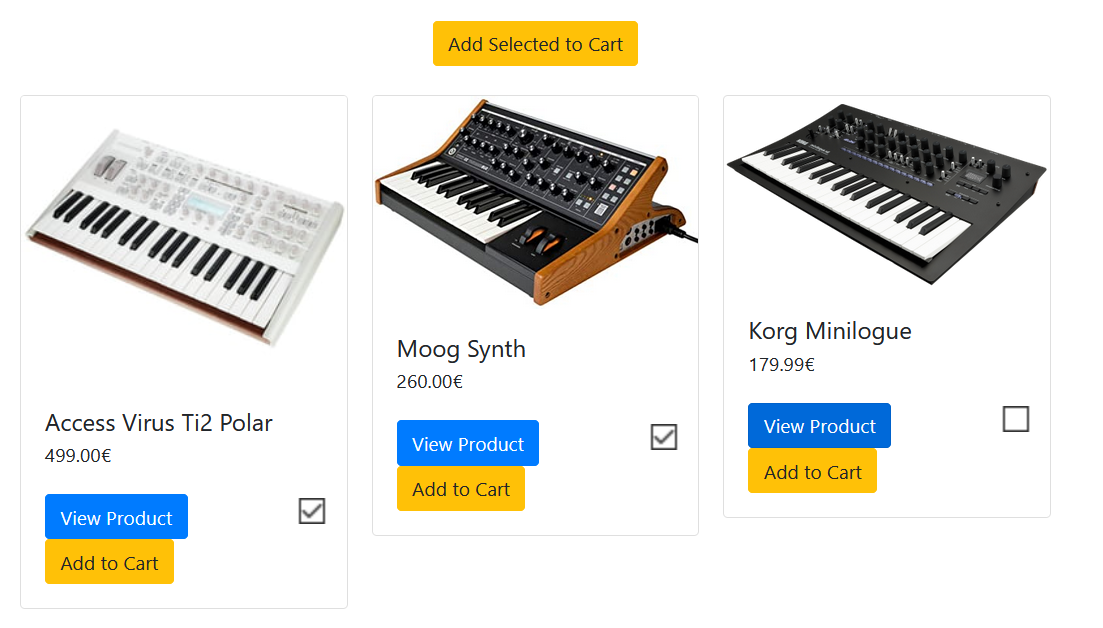 Add Selected to Cart
Access Virus Ti2 Polar
499.00€
View Product
Add to Cart
Moog Synth
260.00€
View Product
Add to Cart
Korg Minilogue
179.99€
View Product
Add to Cart